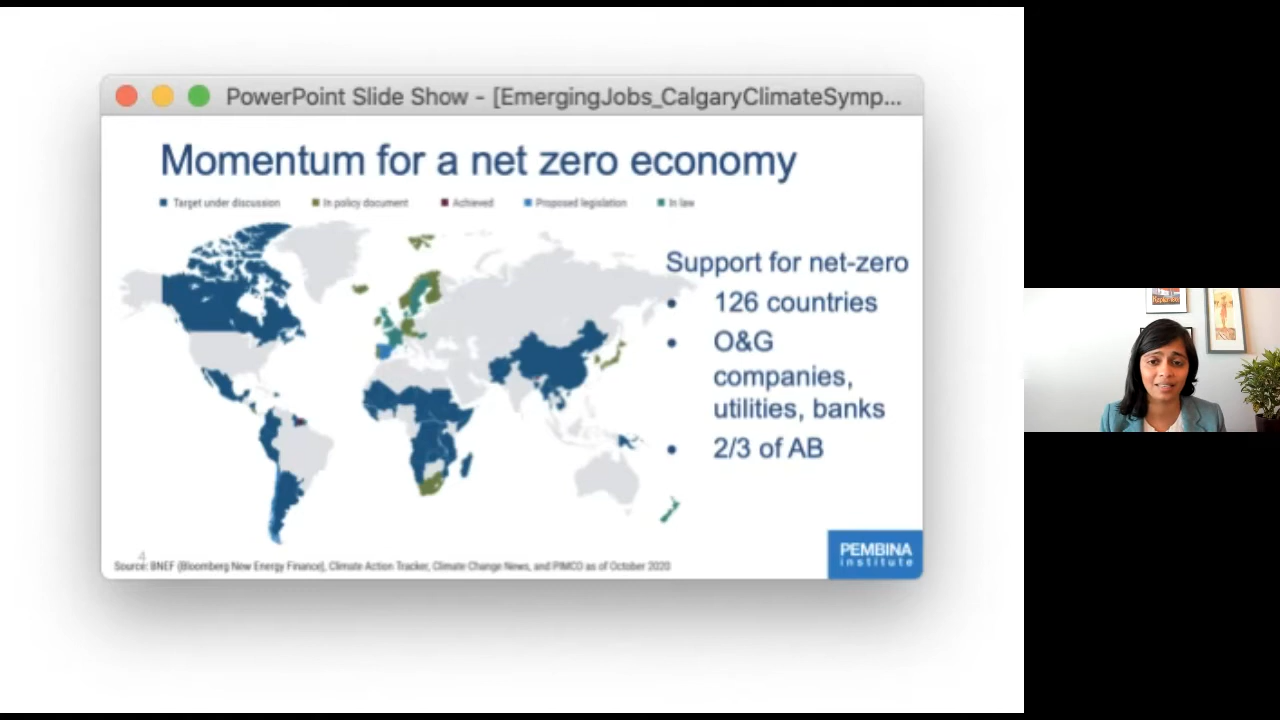 PowerPoint Slide Show - [EmergingJobs_CalgaryClimateSymp...
Momentum for a net zero economy
Target under discussion In policy document Achieved Proposed legislation In law
Support for net-zero
• 126 countries
• O&G
companies,
utilities, banks
• 2/3 of AB
4
Source: BNEF (Bloomberg New Energy Finance), Climate Action Tracker, Climate Change News, and PIMCO as of October 2020
PEMBINA
institute